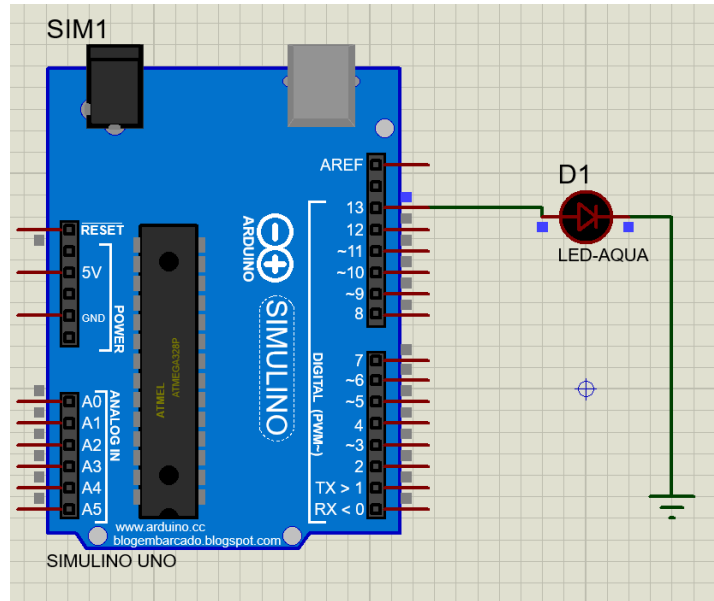 SIM1
AREF
13
12
~11
~10
~9
8
7
~6
~5
4
~3
2
TX > 1
RX < 0
DIGITAL (PWM~)
ARDUINO
SIMULINO
RESET
5V
GND
POWER
A0
A1
A2
A3
A4
A5
ANALOG IN
ATMEL
ATMEGA328P
www.arduino.cc
blogembarcado.blogspot.com
SIMULINO UNO
D1
LED-AQUA